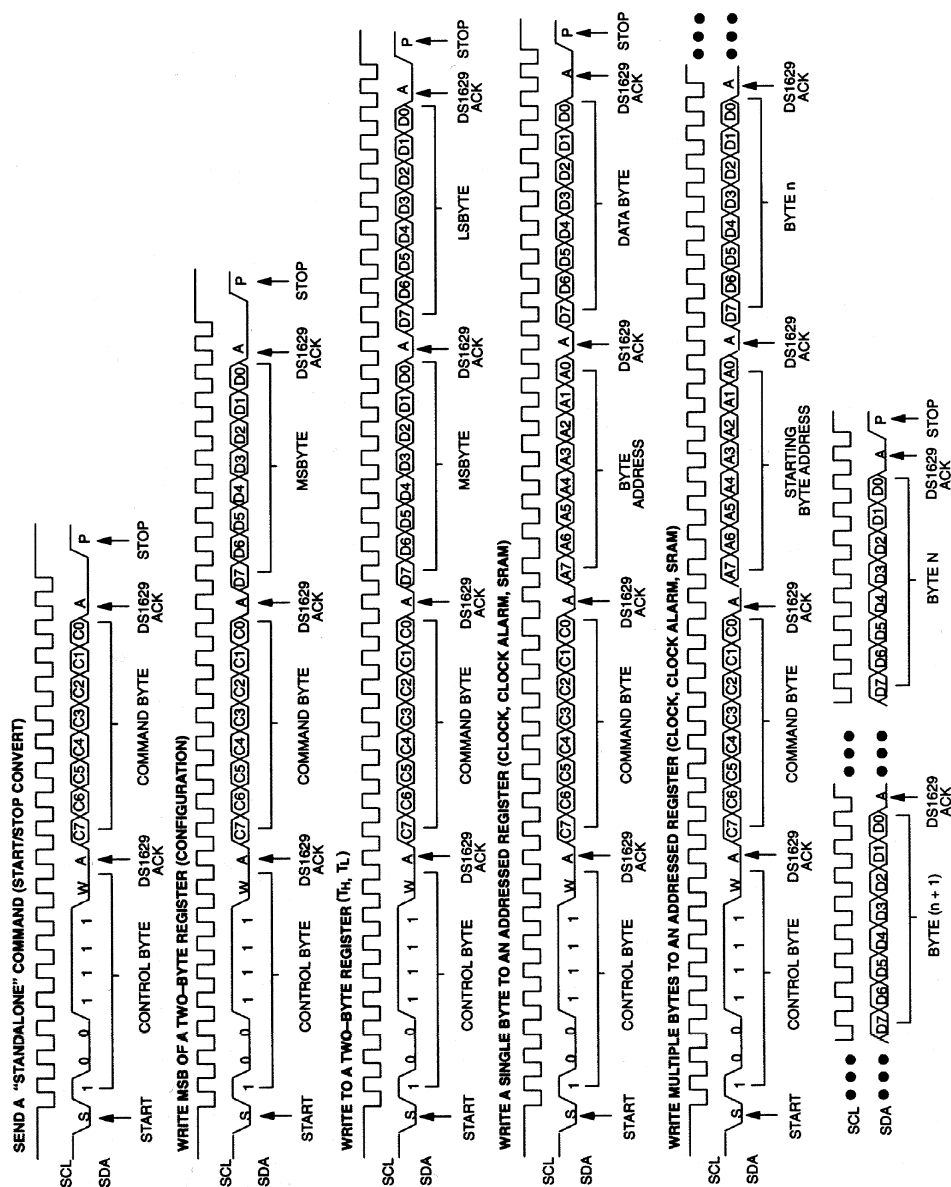 SEND A "STANDALONE" COMMAND (START/STOP CONVERT)
SCL
SDA
S 1 0 0 1 1 1 1 W A C7 C6 C5 C4 C3 C2 C1 C0 A P
START CONTROL BYTE DS1629 ACK COMMAND BYTE DS1629 ACK STOP
WRITE MSB OF A TWO-BYTE REGISTER (CONFIGURATION)
SCL
SDA
S 1 0 0 1 1 1 1 W A C7 C6 C5 C4 C3 C2 C1 C0 A D7 D6 D5 D4 D3 D2 D1 D0 A P
START CONTROL BYTE DS1629 ACK COMMAND BYTE DS1629 ACK MSBYTE DS1629 ACK STOP
WRITE TO A TWO-BYTE REGISTER (TH, TL)
SCL
SDA
S 1 0 0 1 1 1 1 W A C7 C6 C5 C4 C3 C2 C1 C0 A D7 D6 D5 D4 D3 D2 D1 D0 A D7 D6 D5 D4 D3 D2 D1 D0 A P
START CONTROL BYTE DS1629 ACK COMMAND BYTE DS1629 ACK MSBYTE DS1629 ACK LSBYTE DS1629 ACK STOP
WRITE A SINGLE BYTE TO AN ADDRESSED REGISTER (CLOCK, CLOCK ALARM, SRAM)
SCL
SDA
S 1 0 0 1 1 1 1 W A C7 C6 C5 C4 C3 C2 C1 C0 A A7 A6 A5 A4 A3 A2 A1 A0 A D7 D6 D5 D4 D3 D2 D1 D0 A P
START CONTROL BYTE DS1629 ACK COMMAND BYTE DS1629 ACK BYTE ADDRESS DS1629 ACK DATA BYTE DS1629 ACK STOP
WRITE MULTIPLE BYTES TO AN ADDRESSED REGISTER (CLOCK, CLOCK ALARM, SRAM)
SCL
SDA
S 1 0 0 1 1 1 1 W A C7 C6 C5 C4 C3 C2 C1 C0 A A7 A6 A5 A4 A3 A2 A1 A0 A D7 D6 D5 D4 D3 D2 D1 D0 A
START CONTROL BYTE DS1629 ACK COMMAND BYTE DS1629 ACK STARTING BYTE ADDRESS DS1629 ACK BYTE n DS1629 ACK
SCL
SDA
D7 D6 D5 D4 D3 D2 D1 D0 A D7 D6 D5 D4 D3 D2 D1 D0 A P
BYTE (n + 1) DS1629 ACK BYTE N DS1629 ACK STOP